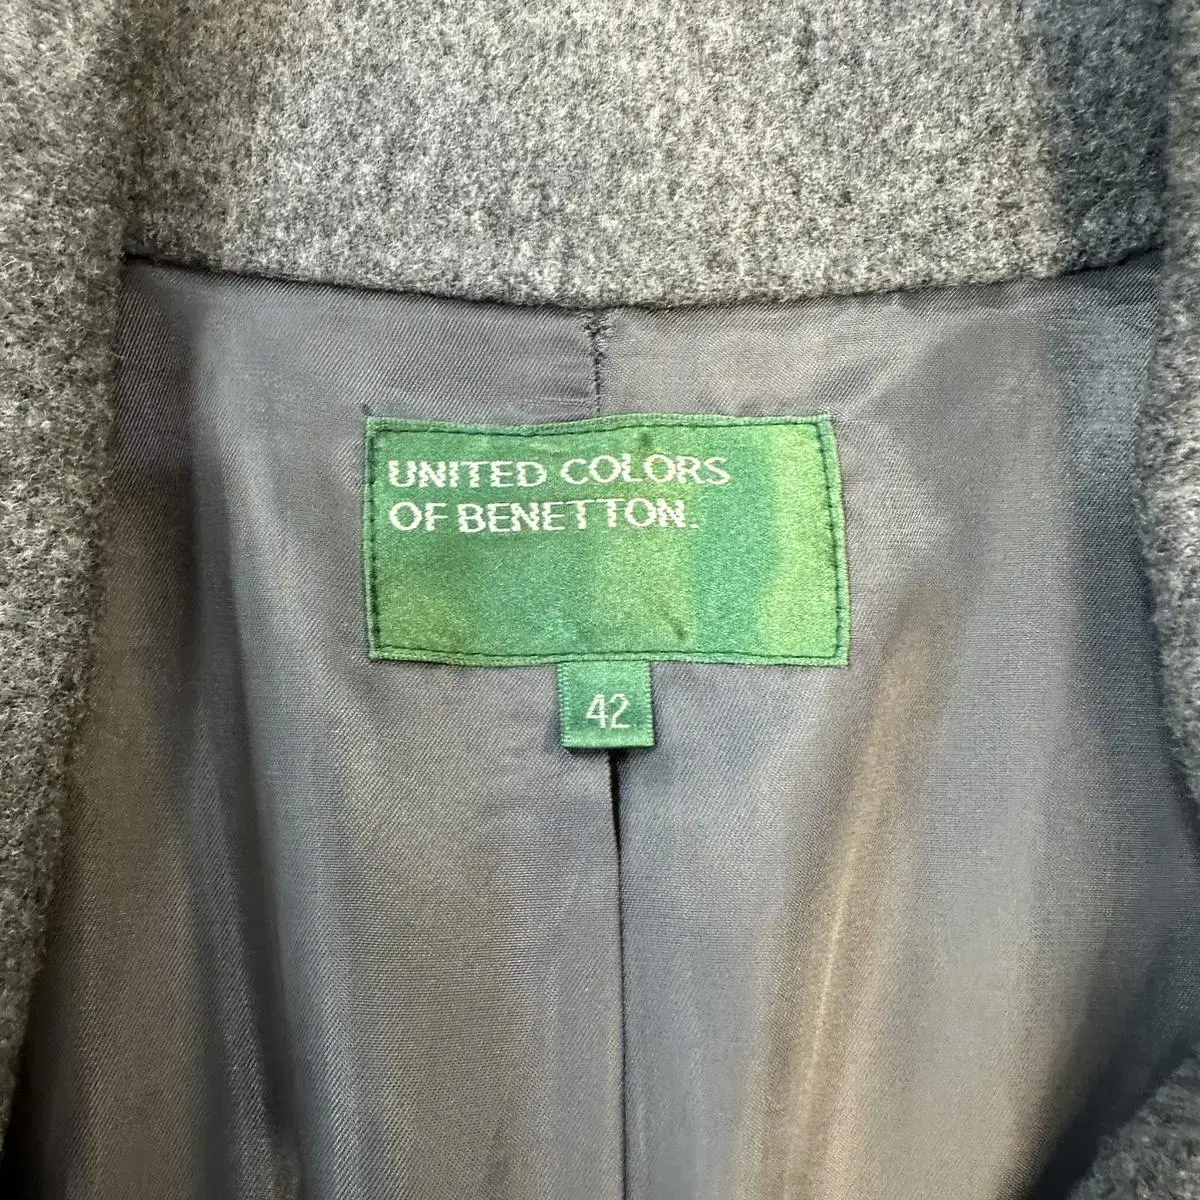 UNITED COLORS
OF BENETTON.
42